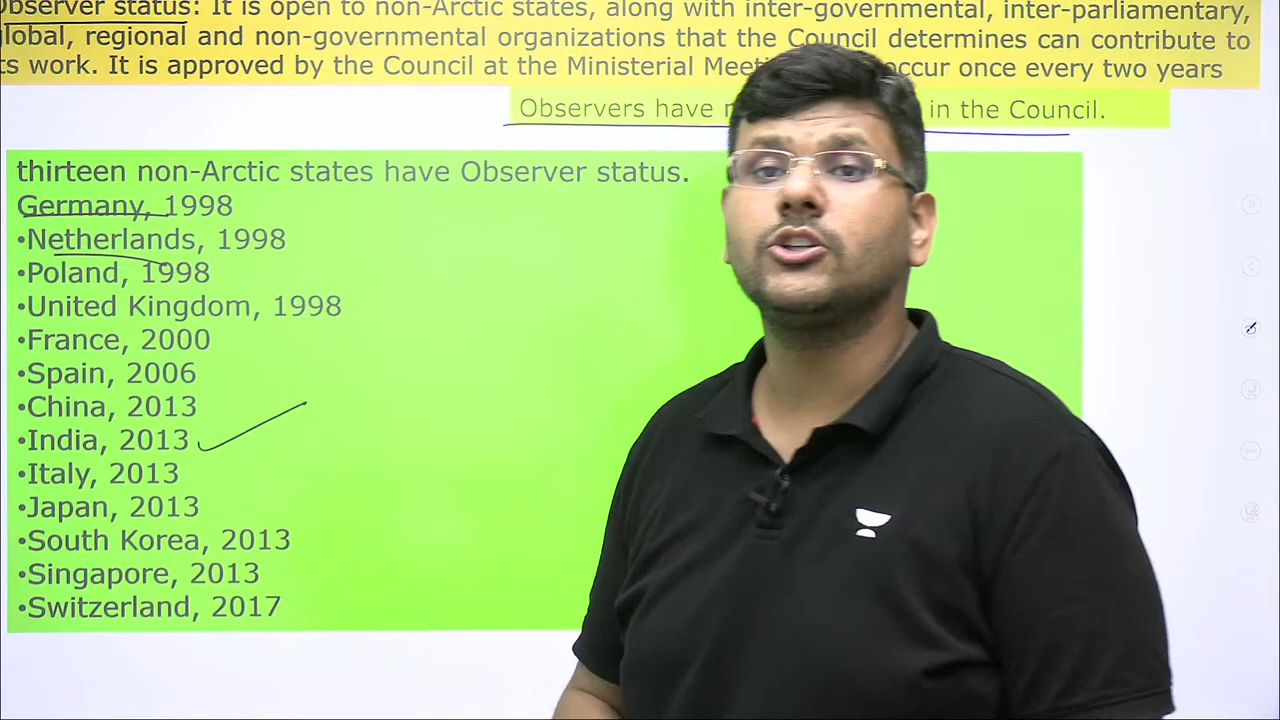 Observer status: It is open to non-Arctic states, along with inter-governmental, inter-parliamentary,
global, regional and non-governmental organizations that the Council determines can contribute to
its work. It is approved by the Council at the Ministerial occur once every two years
Observers have in the Council.
thirteen non-Arctic states have Observer status.
Germany, 1998
•Netherlands, 1998
•Poland, 1998
•United Kingdom, 1998
•France, 2000
•Spain, 2006
•China, 2013
•India, 2013
•Italy, 2013
•Japan, 2013
•South Korea, 2013
•Singapore, 2013
•Switzerland, 2017